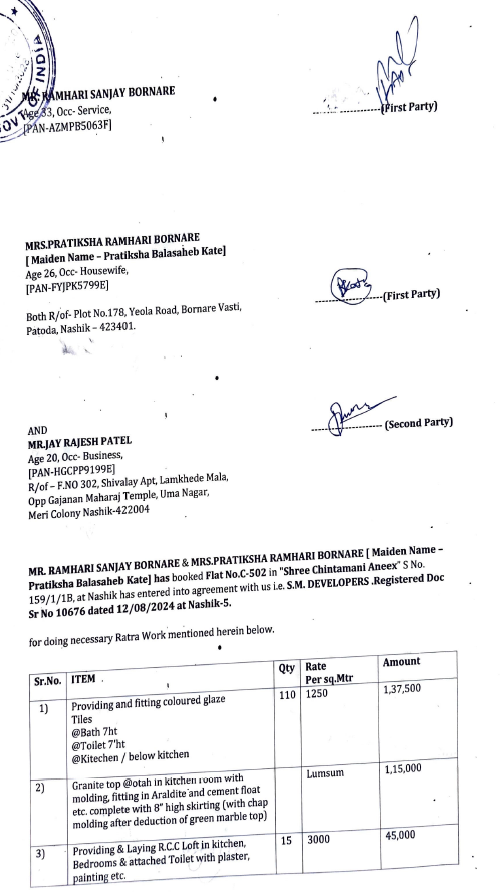 OF INDIA
MR. RAMHARI SANJAY BORNARE
Age 33, Occ- Service,
[PAN-AZMPB5063F]
(First Party)
MRS.PRATIKSHA RAMHARI BORNARE
[ Maiden Name – Pratiksha Balasaheb Kate]
Age 26, Occ- Housewife,
[PAN-FYJPK5799E]
(First Party)
Both R/of- Plot No.178, Yeola Road, Bornare Vasti,
Patoda, Nashik – 423401.
AND
MR.JAY RAJESH PATEL
Age 20, Occ- Business,
[PAN-HGCPP9199E]
(Second Party)
R/of – F.NO 302, Shivalay Apt, Lamkhede Mala,
Opp Gajanan Maharaj Temple, Uma Nagar,
Meri Colony Nashik-422004
MR. RAMHARI SANJAY BORNARE & MRS.PRATIKSHA RAMHARI BORNARE [ Maiden Name –
Pratiksha Balasaheb Kate] has booked Flat No.C-502 in "Shree Chintamani Aneex" S No.
159/1/1B, at Nashik has entered into agreement with us i.e. S.M. DEVELOPERS .Registered Doc
Sr No 10676 dated 12/08/2024 at Nashik-5.
for doing necessary Ratra Work mentioned herein below.
Sr.No. ITEM . Qty Rate Per sq.Mtr Amount
1) Providing and fitting coloured glaze 110 1250 1,37,500
Tiles
@Bath 7ht
@Toilet 7'ht
@Kitechen / below kitchen
2) Granite top @otah in kitchen room with Lumsum 1,15,000
molding, fitting in Araldite and cement float
etc. complete with 8" high skirting (with chap
molding after deduction of green marble top)
3) Providing & Laying R.C.C Loft in kitchen, 15 3000 45,000
Bedrooms & attached Toilet with plaster,
painting etc.